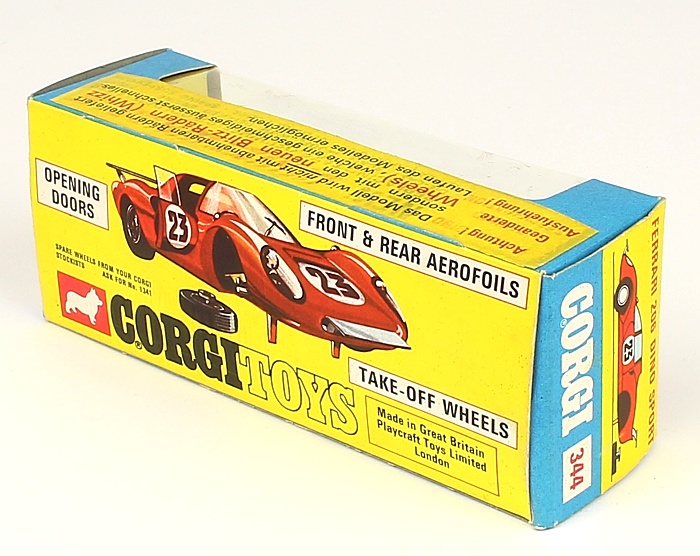 Achtung!
Geanderte
Ausfuehrung!
Das Modell wird nicht mit abnehmbaren Rädern geliefert
sondern mit den neuen Blitz-Rädern (Whizz
Wheels), welche ein geschmeidiges äusserst schnelles
Laufen des Modelles ermöglichen.
OPENING
DOORS
23
FRONT & REAR AEROFOILS
23
SPARE WHEELS FROM YOUR CORGI
STOCKISTS
ASK FOR No. 1341
CORGI TOYS
TAKE-OFF WHEELS
Made in Great Britain
Playcraft Toys Limited
London
CORGI
344
FERRARI 206 DINO SPORT
23